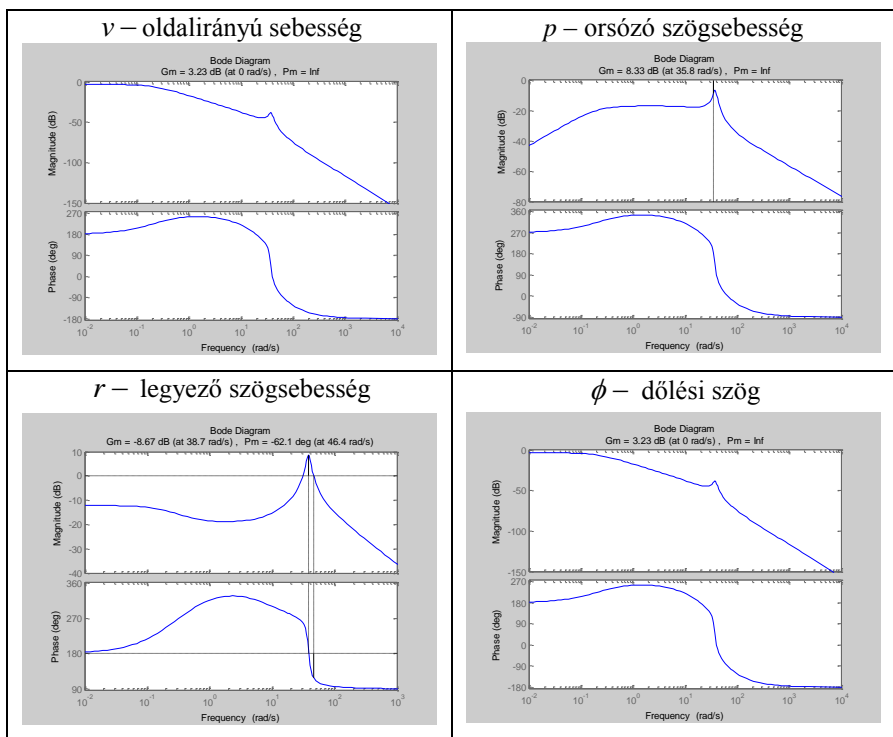 v – oldalirányú sebesség
Bode Diagram
Gm = 3.23 dB (at 0 rad/s) , Pm = Inf
Magnitude (dB)
0
-50
-100
-150
Phase (deg)
270
180
90
0
-90
-180
10^-2 10^-1 10^0 10^1 10^2 10^3 10^4
Frequency (rad/s)
p – orsózó szögsebesség
Bode Diagram
Gm = 8.33 dB (at 35.8 rad/s) , Pm = Inf
Magnitude (dB)
0
-20
-40
-60
-80
Phase (deg)
360
270
180
90
0
-90
10^-2 10^-1 10^0 10^1 10^2 10^3 10^4
Frequency (rad/s)
r – legyező szögsebesség
Bode Diagram
Gm = -8.67 dB (at 38.7 rad/s) , Pm = -62.1 deg (at 46.4 rad/s)
Magnitude (dB)
10
0
-10
-20
-30
-40
Phase (deg)
360
270
180
90
10^-2 10^-1 10^0 10^1 10^2 10^3
Frequency (rad/s)
ϕ – dőlési szög
Bode Diagram
Gm = 3.23 dB (at 0 rad/s) , Pm = Inf
Magnitude (dB)
0
-50
-100
-150
Phase (deg)
270
180
90
0
-90
-180
10^-2 10^-1 10^0 10^1 10^2 10^3 10^4
Frequency (rad/s)